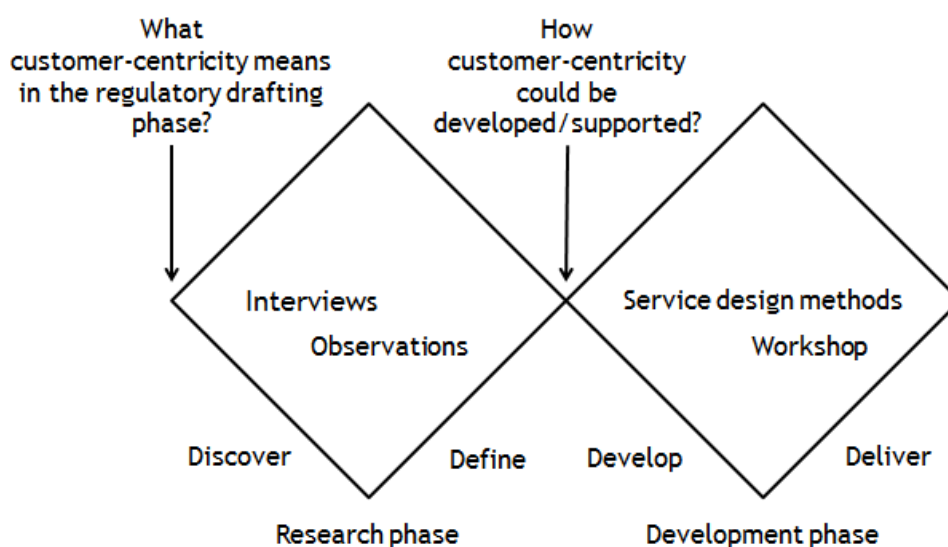 What
customer-centricity means
in the regulatory drafting
phase?
How
customer-centricity
could be
developed/supported?
Interviews
Observations
Service design methods
Workshop
Discover
Define
Develop
Deliver
Research phase
Development phase